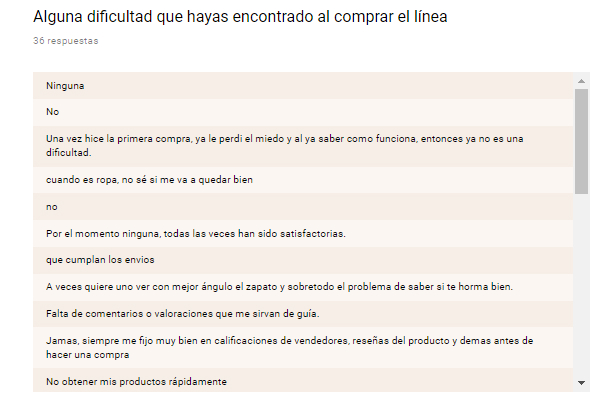 Alguna dificultad que hayas encontrado al comprar el línea
36 respuestas
Ninguna
No
Una vez hice la primera compra, ya le perdi el miedo y al ya saber como funciona, entonces ya no es una
dificultad.
cuando es ropa, no sé si me va a quedar bien
no
Por el momento ninguna, todas las veces han sido satisfactorias.
que cumplan los envios
A veces quiere uno ver con mejor ángulo el zapato y sobretodo el problema de saber si te horma bien.
Falta de comentarios o valoraciones que me sirvan de guía.
Jamas, siempre me fijo muy bien en calificaciones de vendedores, reseñas del producto y demas antes de
hacer una compra
No obtener mis productos rápidamente